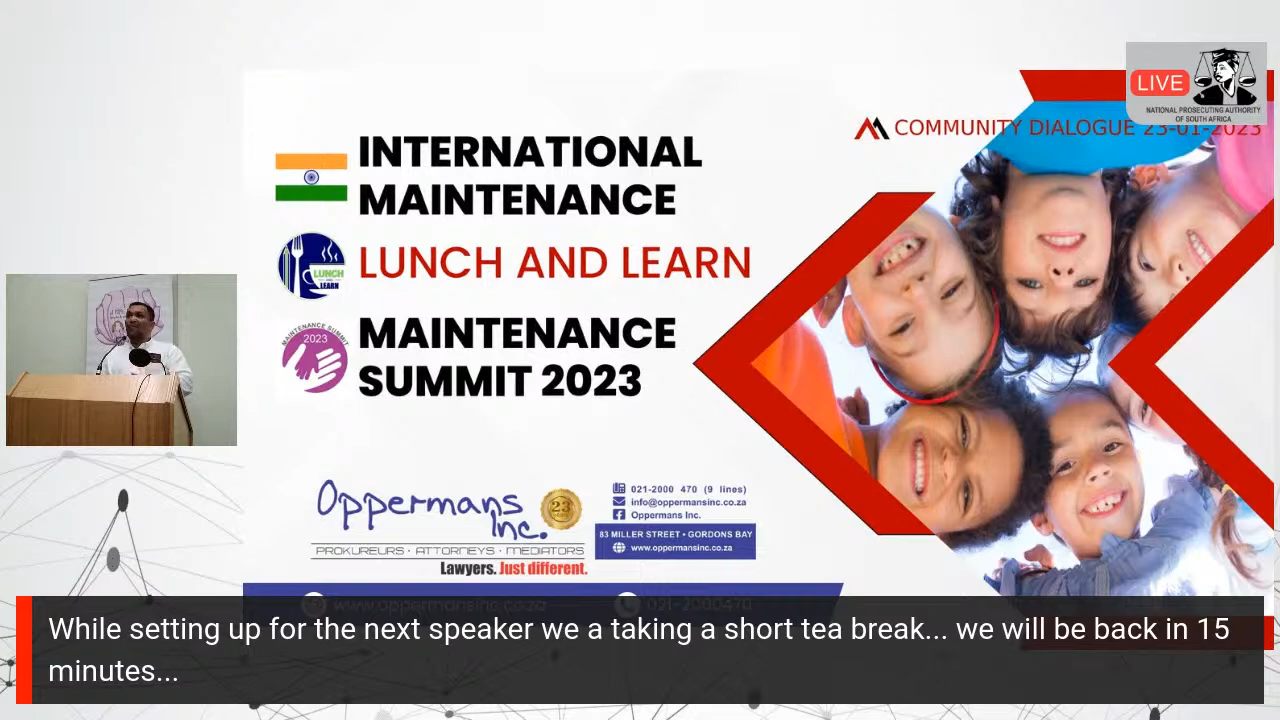 LIVE
NATIONAL PROSECUTING AUTHORITY
OF SOUTH AFRICA
COMMUNITY DIALOGUE 23-01-2023
INTERNATIONAL
MAINTENANCE
LUNCH
LEARN
LUNCH AND LEARN
MAINTENANCE SUMMIT
2023
MAINTENANCE
SUMMIT 2023
Oppermans
Inc.
23
PROKUREURS · ATTORNEYS · MEDIATORS
Lawyers. Just different.
021-2000 470 (9 lines)
info@oppermansinc.co.za
Oppermans Inc.
83 MILLER STREET • GORDONS BAY
www.oppermansinc.co.za
www.oppermansinc.co.za
021-2000470
While setting up for the next speaker we a taking a short tea break... we will be back in 15
minutes...